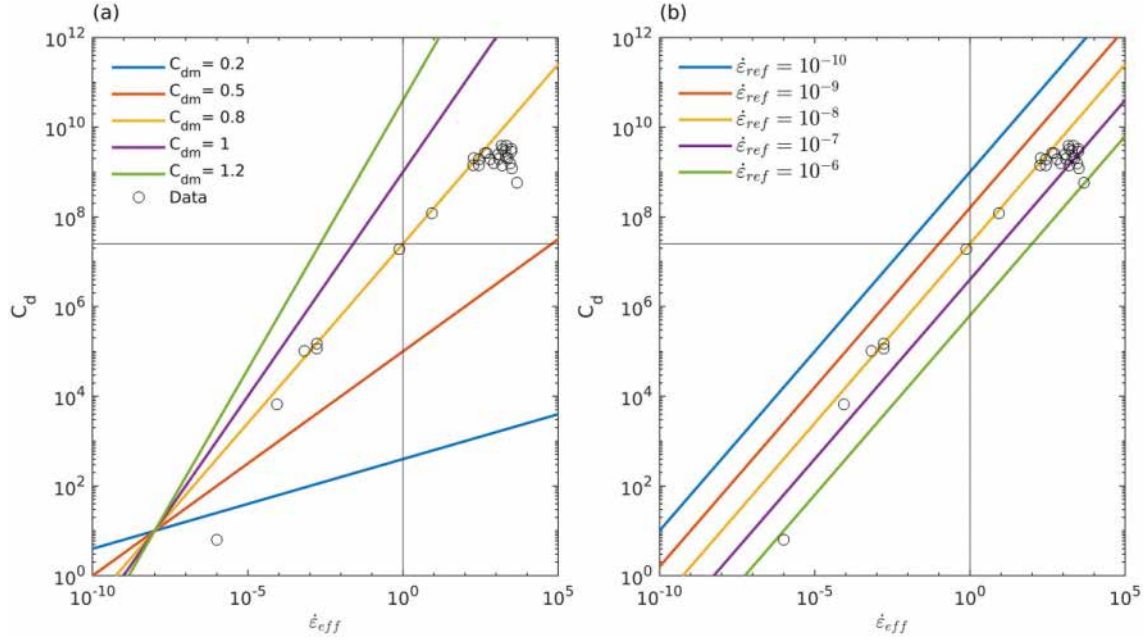 (a)
10^12
10^10
10^8
10^6
10^4
10^2
10^0
C_d
C_dm = 0.2
C_dm = 0.5
C_dm = 0.8
C_dm = 1
C_dm = 1.2
Data
10^-10
10^-5
10^0
10^5
ε̇_eff
(b)
10^12
10^10
10^8
10^6
10^4
10^2
10^0
C_d
ε̇_ref = 10^-10
ε̇_ref = 10^-9
ε̇_ref = 10^-8
ε̇_ref = 10^-7
ε̇_ref = 10^-6
10^-10
10^-5
10^0
10^5
ε̇_eff